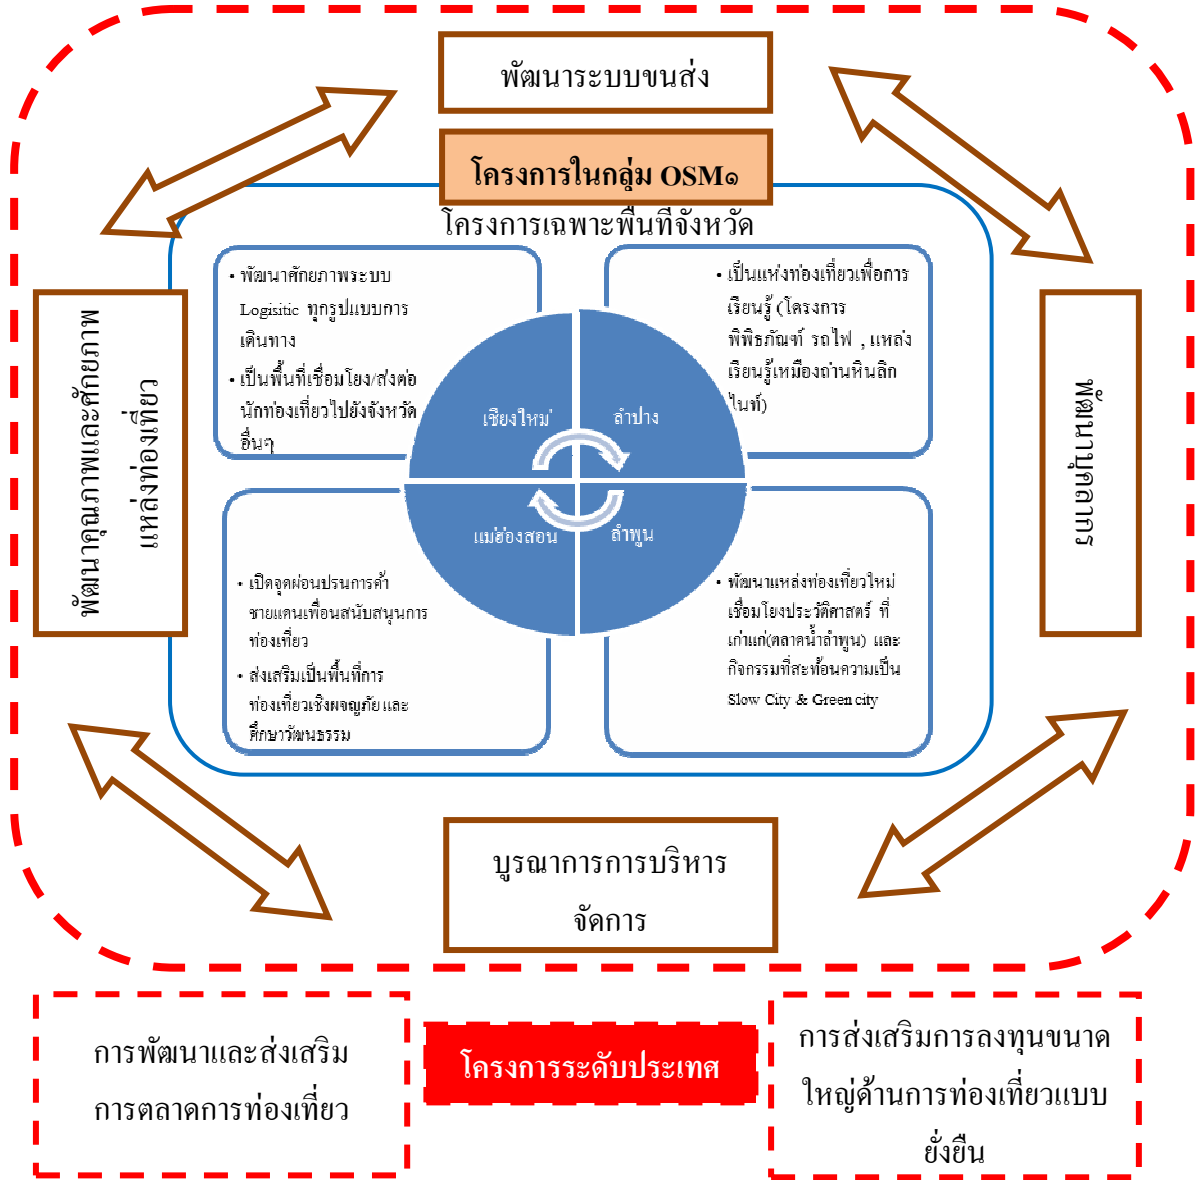 พัฒนาระบบขนส่ง
โครงการในกลุ่ม OSM๑
โครงการเฉพาะพื้นที่จังหวัด
• พัฒนาศักยภาพระบบ
Logisitic ทุกรูปแบบการ
เดินทาง
• เป็นพื้นที่เชื่อมโยง/ส่งต่อ
นักท่องเที่ยวไปยังจังหวัด
อื่นๆ
• เป็นแห่งท่องเที่ยวเพื่อการ
เรียนรู้ (โครงการ
พิพิธภัณฑ์ รถไฟ , แหล่ง
เรียนรู้เหมืองถ่านหินลิก
ไนท์)
เชียงใหม่
ลำปาง
แม่ฮ่องสอน
ลำพูน
• เปิดจุดผ่อนปรนการค้า
ชายแดนเพื่อนสนับสนุนการ
ท่องเที่ยว
• ส่งเสริมเป็นพื้นที่การ
ท่องเที่ยวเชิงผจญภัย และ
ศึกษาวัฒนธรรม
• พัฒนาแหล่งท่องเที่ยวใหม่
เชื่อมโยงประวัติศาสตร์ ที่
เก่าแก่(ตลาดน้ำลำพูน) และ
กิจกรรมที่สะท้อนความเป็น
Slow City & Green city
พัฒนาคุณภาพและศักยภาพ
แหล่งท่องเที่ยว
พัฒนาบุคลากร
บูรณาการการบริหาร
จัดการ
การพัฒนาและส่งเสริม
การตลาดการท่องเที่ยว
โครงการระดับประเทศ
การส่งเสริมการลงทุนขนาด
ใหญ่ด้านการท่องเที่ยวแบบ
ยั่งยืน